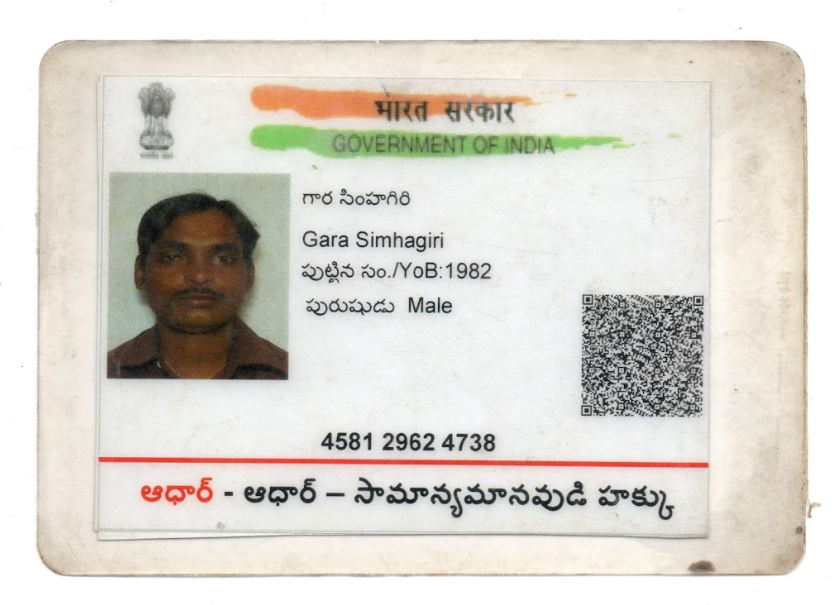 भारत सरकार
GOVERNMENT OF INDIA
గార సింహగిరి
Gara Simhagiri
పుట్టిన సం./YoB:1982
పురుషుడు Male
4581 2962 4738
ఆధార్ - ఆధార్ – సామాన్యమానవుడి హక్కు